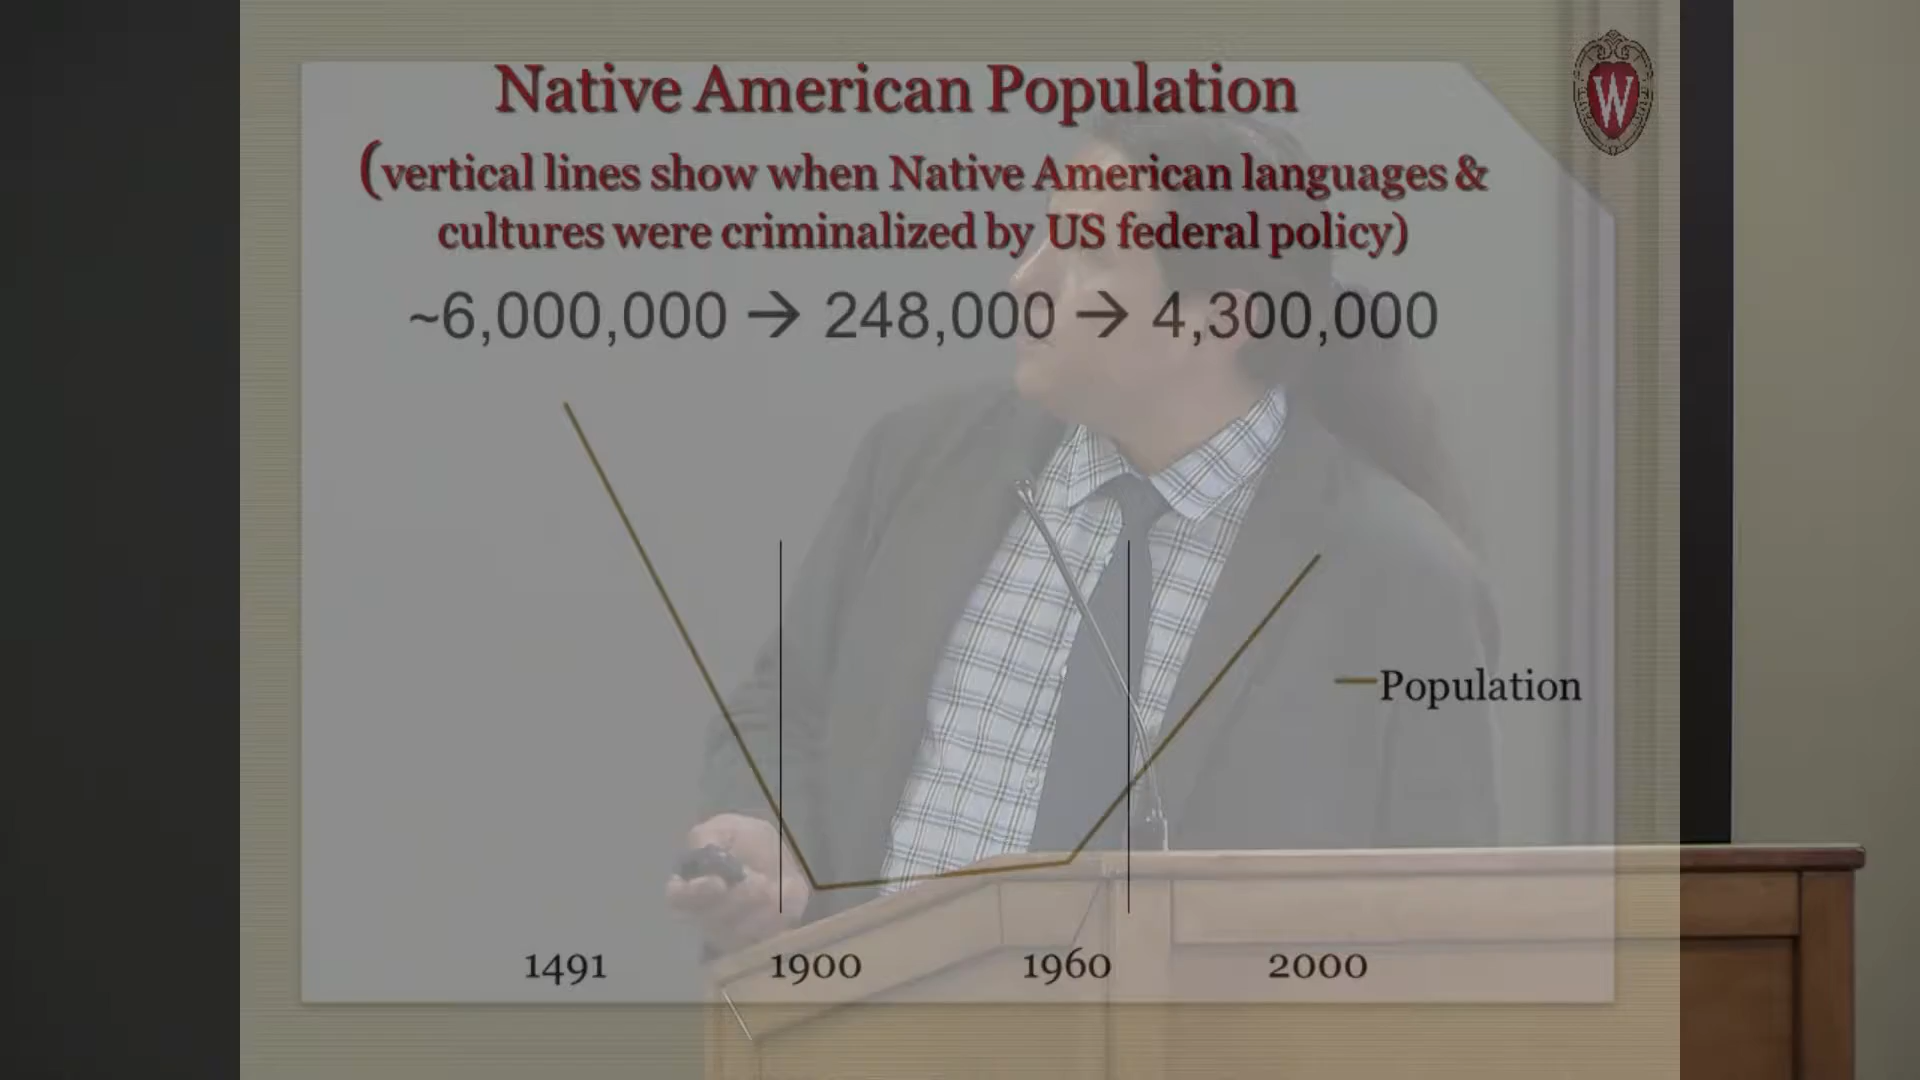 Native American Population
(vertical lines show when Native American languages &
cultures were criminalized by US federal policy)
~6,000,000 → 248,000 → 4,300,000
Population
1491 1900 1960 2000
W